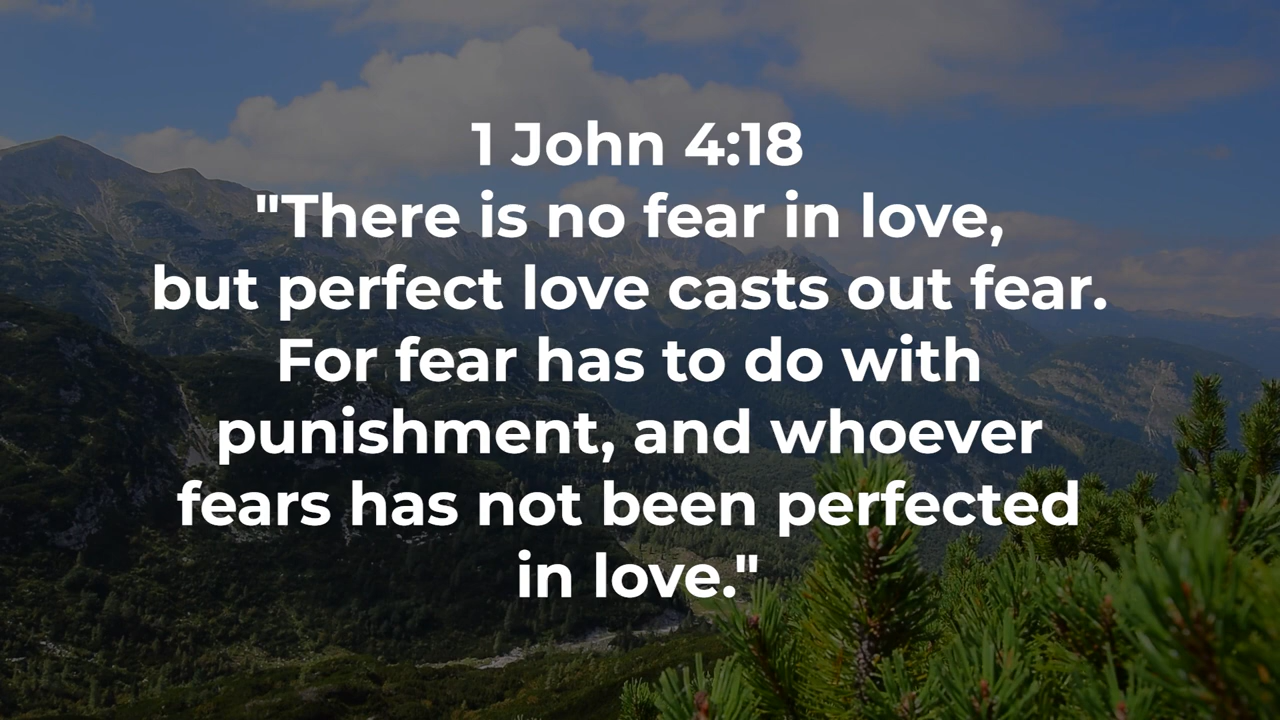 1 John 4:18
"There is no fear in love,
but perfect love casts out fear.
For fear has to do with
punishment, and whoever
fears has not been perfected
in love."